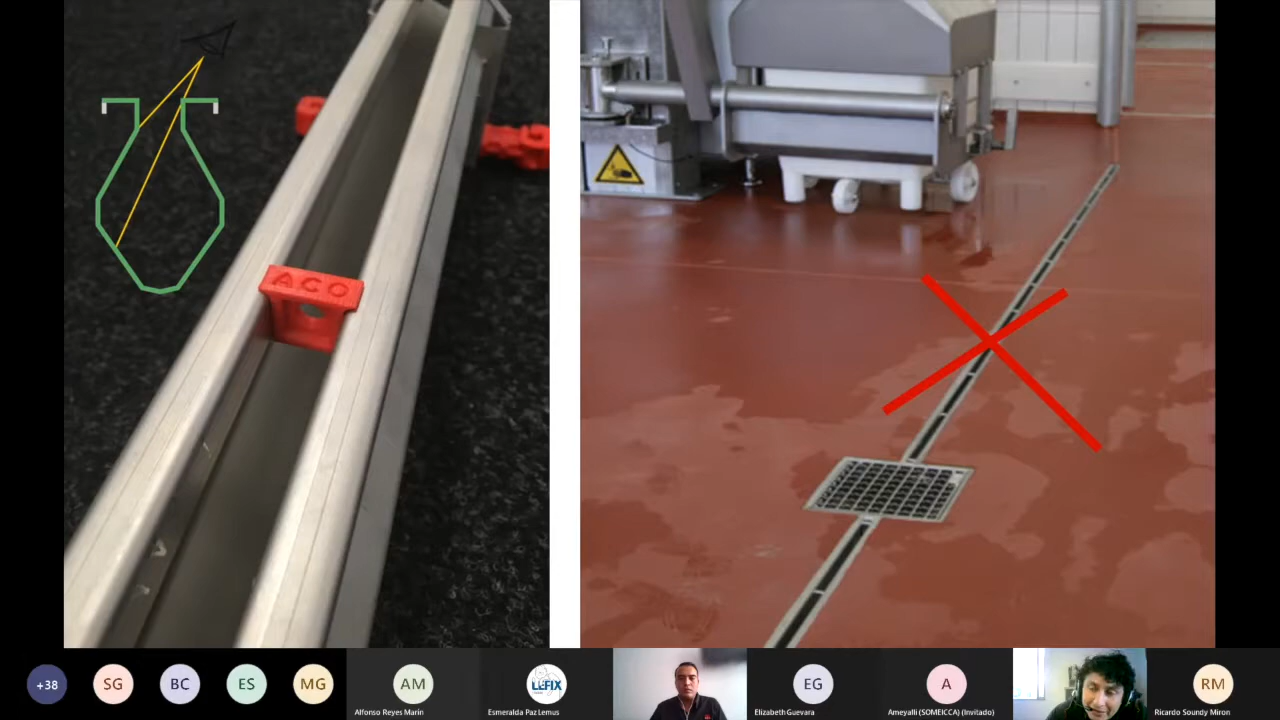 ACO
+38
SG
BC
ES
MG
AM
Alfonso Reyes Marin
LEFIX
Esmeralda Paz Lemus
EG
Elizabeth Guevara
A
Ameyalli (SOMEICCA) (Invitado)
RM
Ricardo Soundy Miron